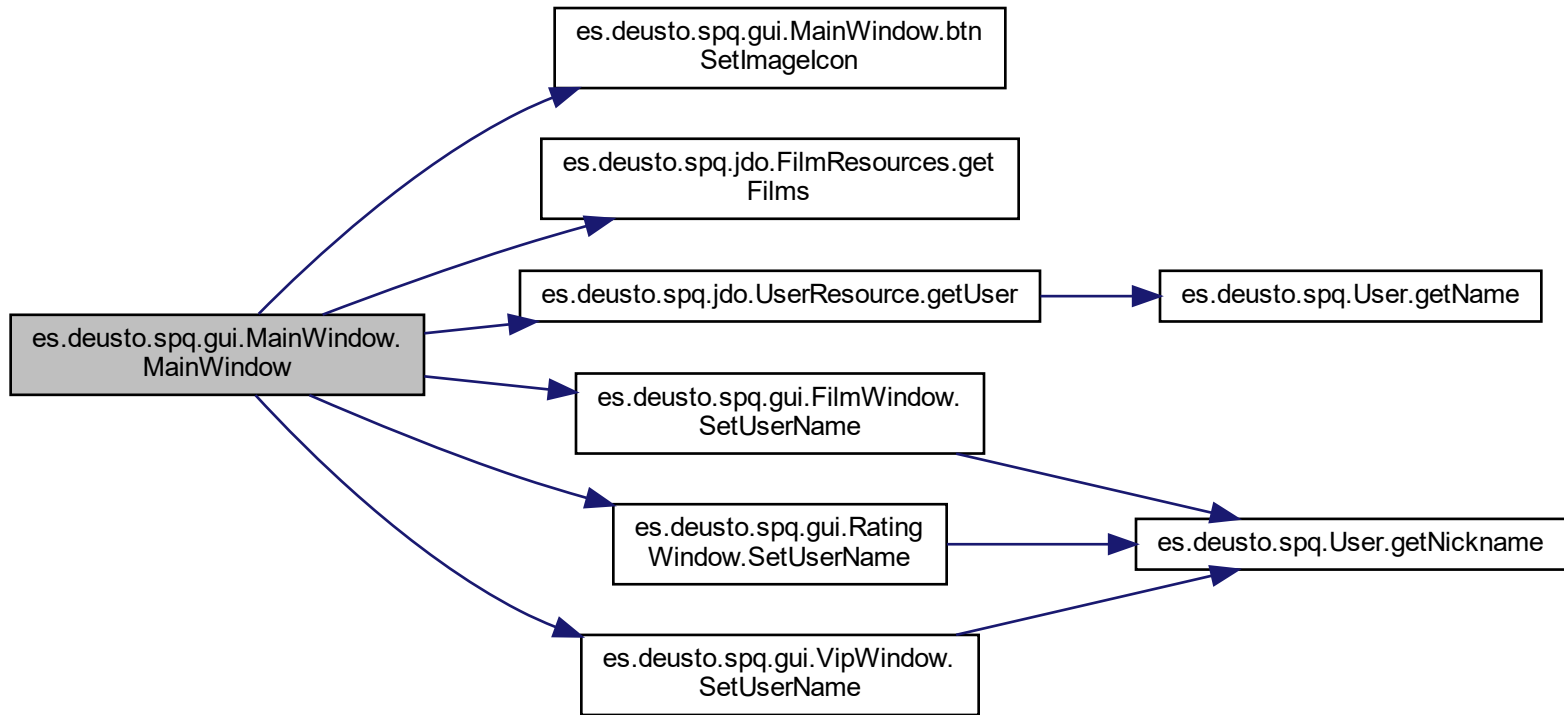 es.deusto.spq.gui.MainWindow.btn
SetImageIcon
es.deusto.spq.jdo.FilmResources.get
Films
es.deusto.spq.jdo.UserResource.getUser
es.deusto.spq.User.getName
es.deusto.spq.gui.MainWindow.
MainWindow
es.deusto.spq.gui.FilmWindow.
SetUserName
es.deusto.spq.gui.Rating
Window.SetUserName
es.deusto.spq.User.getNickname
es.deusto.spq.gui.VipWindow.
SetUserName